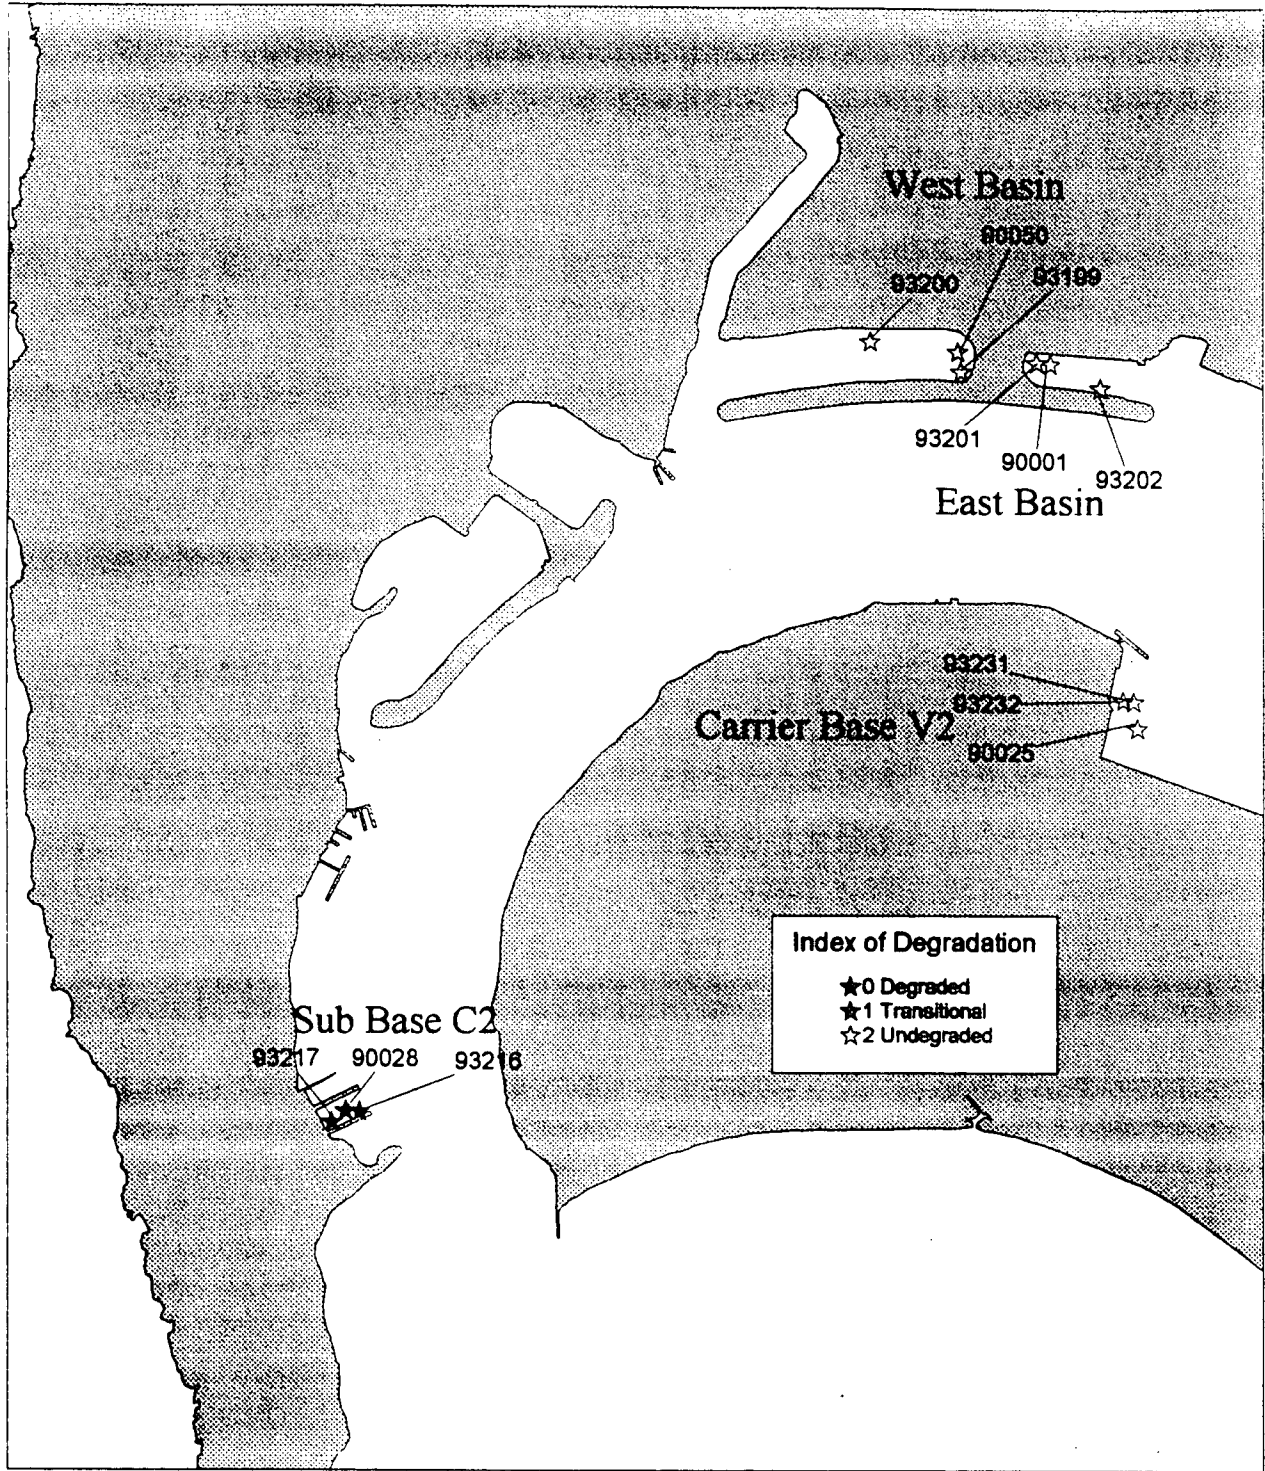 West Basin
90050
93200
93199
93201
90001
93202
East Basin
93231
93232
Carrier Base V2
90025
Index of Degradation
★0 Degraded
★1 Transitional
☆2 Undegraded
Sub Base C2
93217
90028
93216